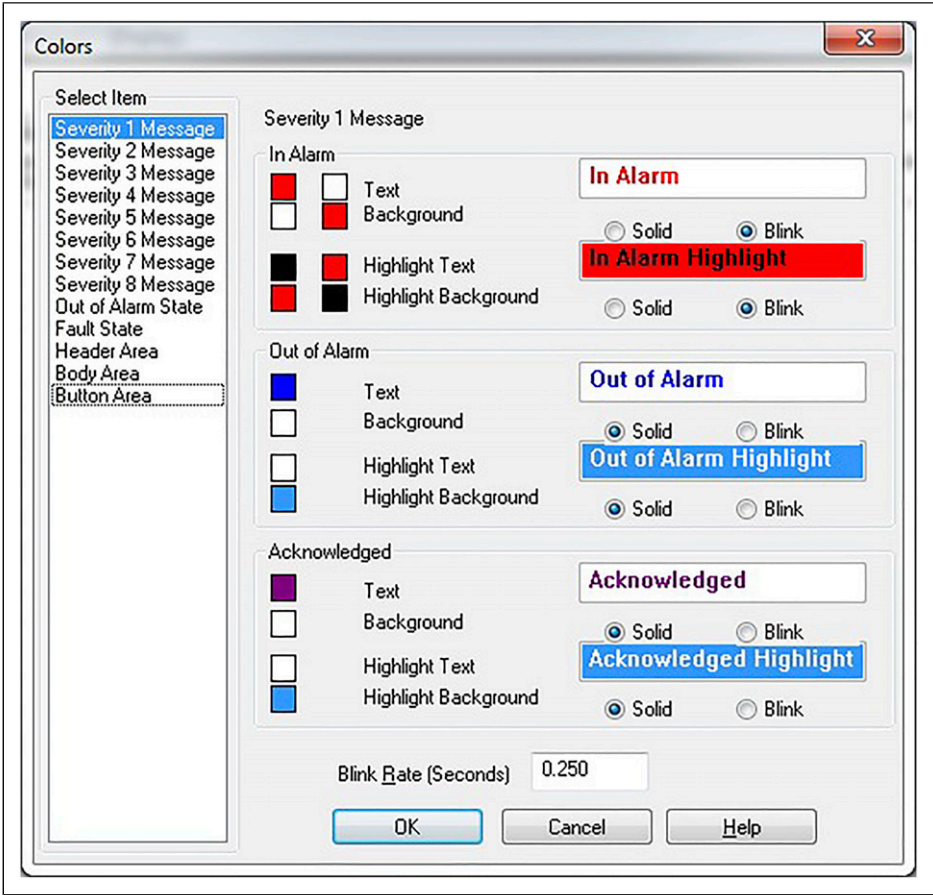 Colors
Select Item
Severity 1 Message
Severity 2 Message
Severity 3 Message
Severity 4 Message
Severity 5 Message
Severity 6 Message
Severity 7 Message
Severity 8 Message
Out of Alarm State
Fault State
Header Area
Body Area
Button Area
Severity 1 Message
In Alarm
Text
Background
In Alarm
Solid Blink
Highlight Text
Highlight Background
In Alarm Highlight
Solid Blink
Out of Alarm
Text
Background
Out of Alarm
Solid Blink
Highlight Text
Highlight Background
Out of Alarm Highlight
Solid Blink
Acknowledged
Text
Background
Acknowledged
Solid Blink
Highlight Text
Highlight Background
Acknowledged Highlight
Solid Blink
Blink Rate (Seconds) 0.250
OK Cancel Help